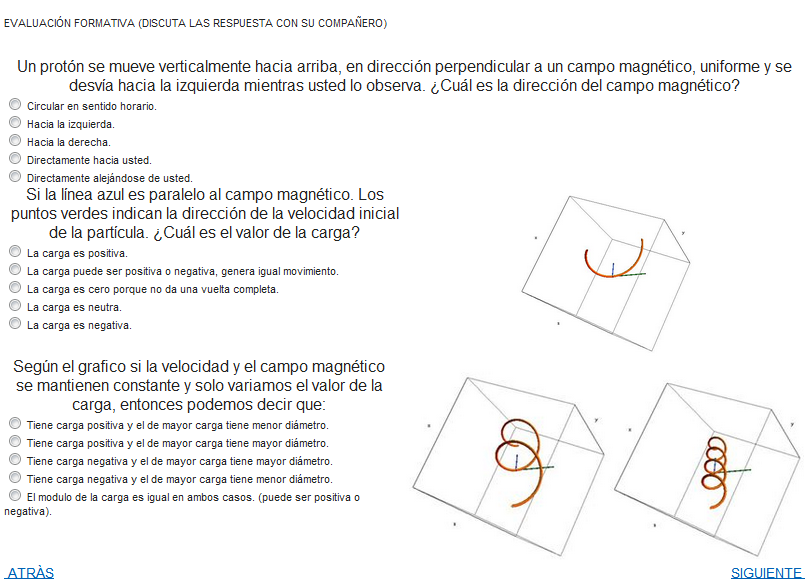 EVALUACIÓN FORMATIVA (DISCUTA LAS RESPUESTA CON SU COMPAÑERO)
Un protón se mueve verticalmente hacia arriba, en dirección perpendicular a un campo magnético, uniforme y se
desvía hacia la izquierda mientras usted lo observa. ¿Cuál es la dirección del campo magnético?
Circular en sentido horario.
Hacia la izquierda.
Hacia la derecha.
Directamente hacia usted.
Directamente alejándose de usted.
Si la línea azul es paralelo al campo magnético. Los
puntos verdes indican la dirección de la velocidad inicial
de la partícula. ¿Cuál es el valor de la carga?
La carga es positiva.
La carga puede ser positiva o negativa, genera igual movimiento.
La carga es cero porque no da una vuelta completa.
La carga es neutra.
La carga es negativa.
Según el grafico si la velocidad y el campo magnético
se mantienen constante y solo variamos el valor de la
carga, entonces podemos decir que:
Tiene carga positiva y el de mayor carga tiene menor diámetro.
Tiene carga positiva y el de mayor carga tiene mayor diámetro.
Tiene carga negativa y el de mayor carga tiene mayor diámetro.
Tiene carga negativa y el de mayor carga tiene menor diámetro.
El modulo de la carga es igual en ambos casos. (puede ser positiva o
negativa).
ATRÀS
SIGUIENTE